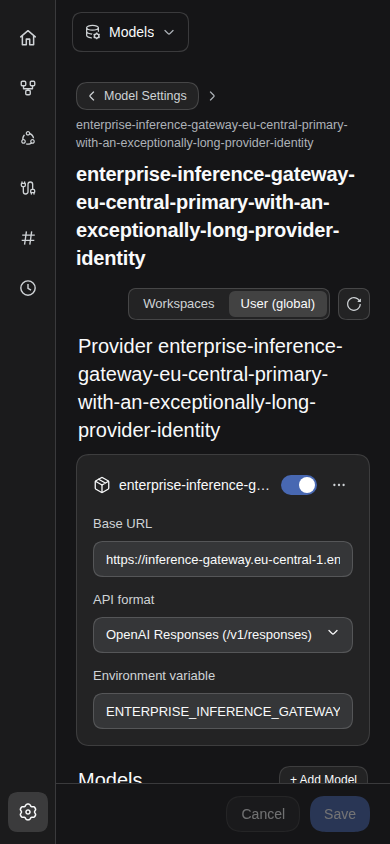 Models
Model Settings
enterprise-inference-gateway-eu-central-primary-
with-an-exceptionally-long-provider-identity
enterprise-inference-gateway-
eu-central-primary-with-an-
exceptionally-long-provider-
identity
Workspaces
User (global)
Provider enterprise-inference-
gateway-eu-central-primary-
with-an-exceptionally-long-
provider-identity
enterprise-inference-g...
Base URL
https://inference-gateway.eu-central-1.en
API format
OpenAI Responses (/v1/responses)
Environment variable
ENTERPRISE_INFERENCE_GATEWAY
Models
+ Add Model
Cancel
Save